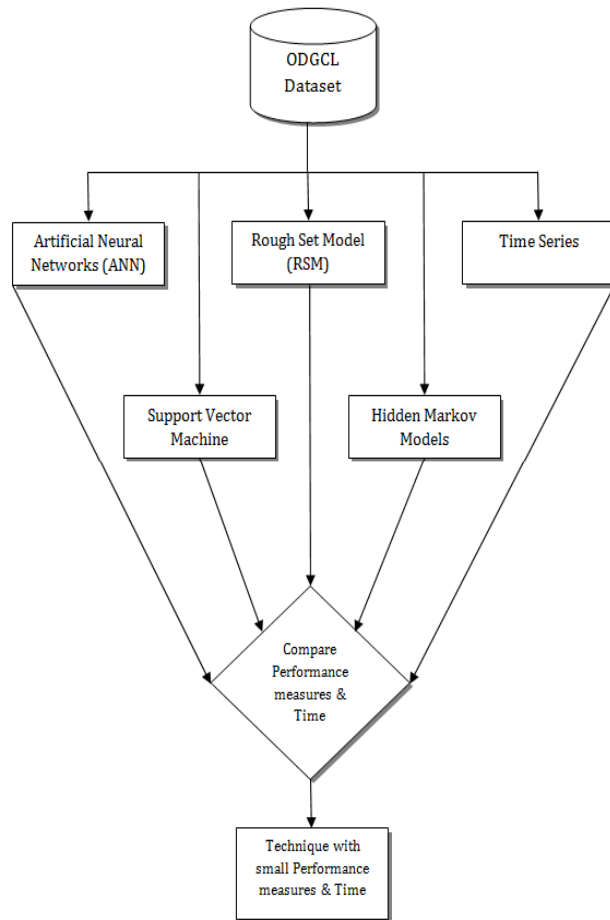 ODGCL
Dataset
Artificial Neural
Networks (ANN)
Rough Set Model
(RSM)
Time Series
Support Vector
Machine
Hidden Markov
Models
Compare
Performance
measures &
Time
Technique with
small Performance
measures & Time